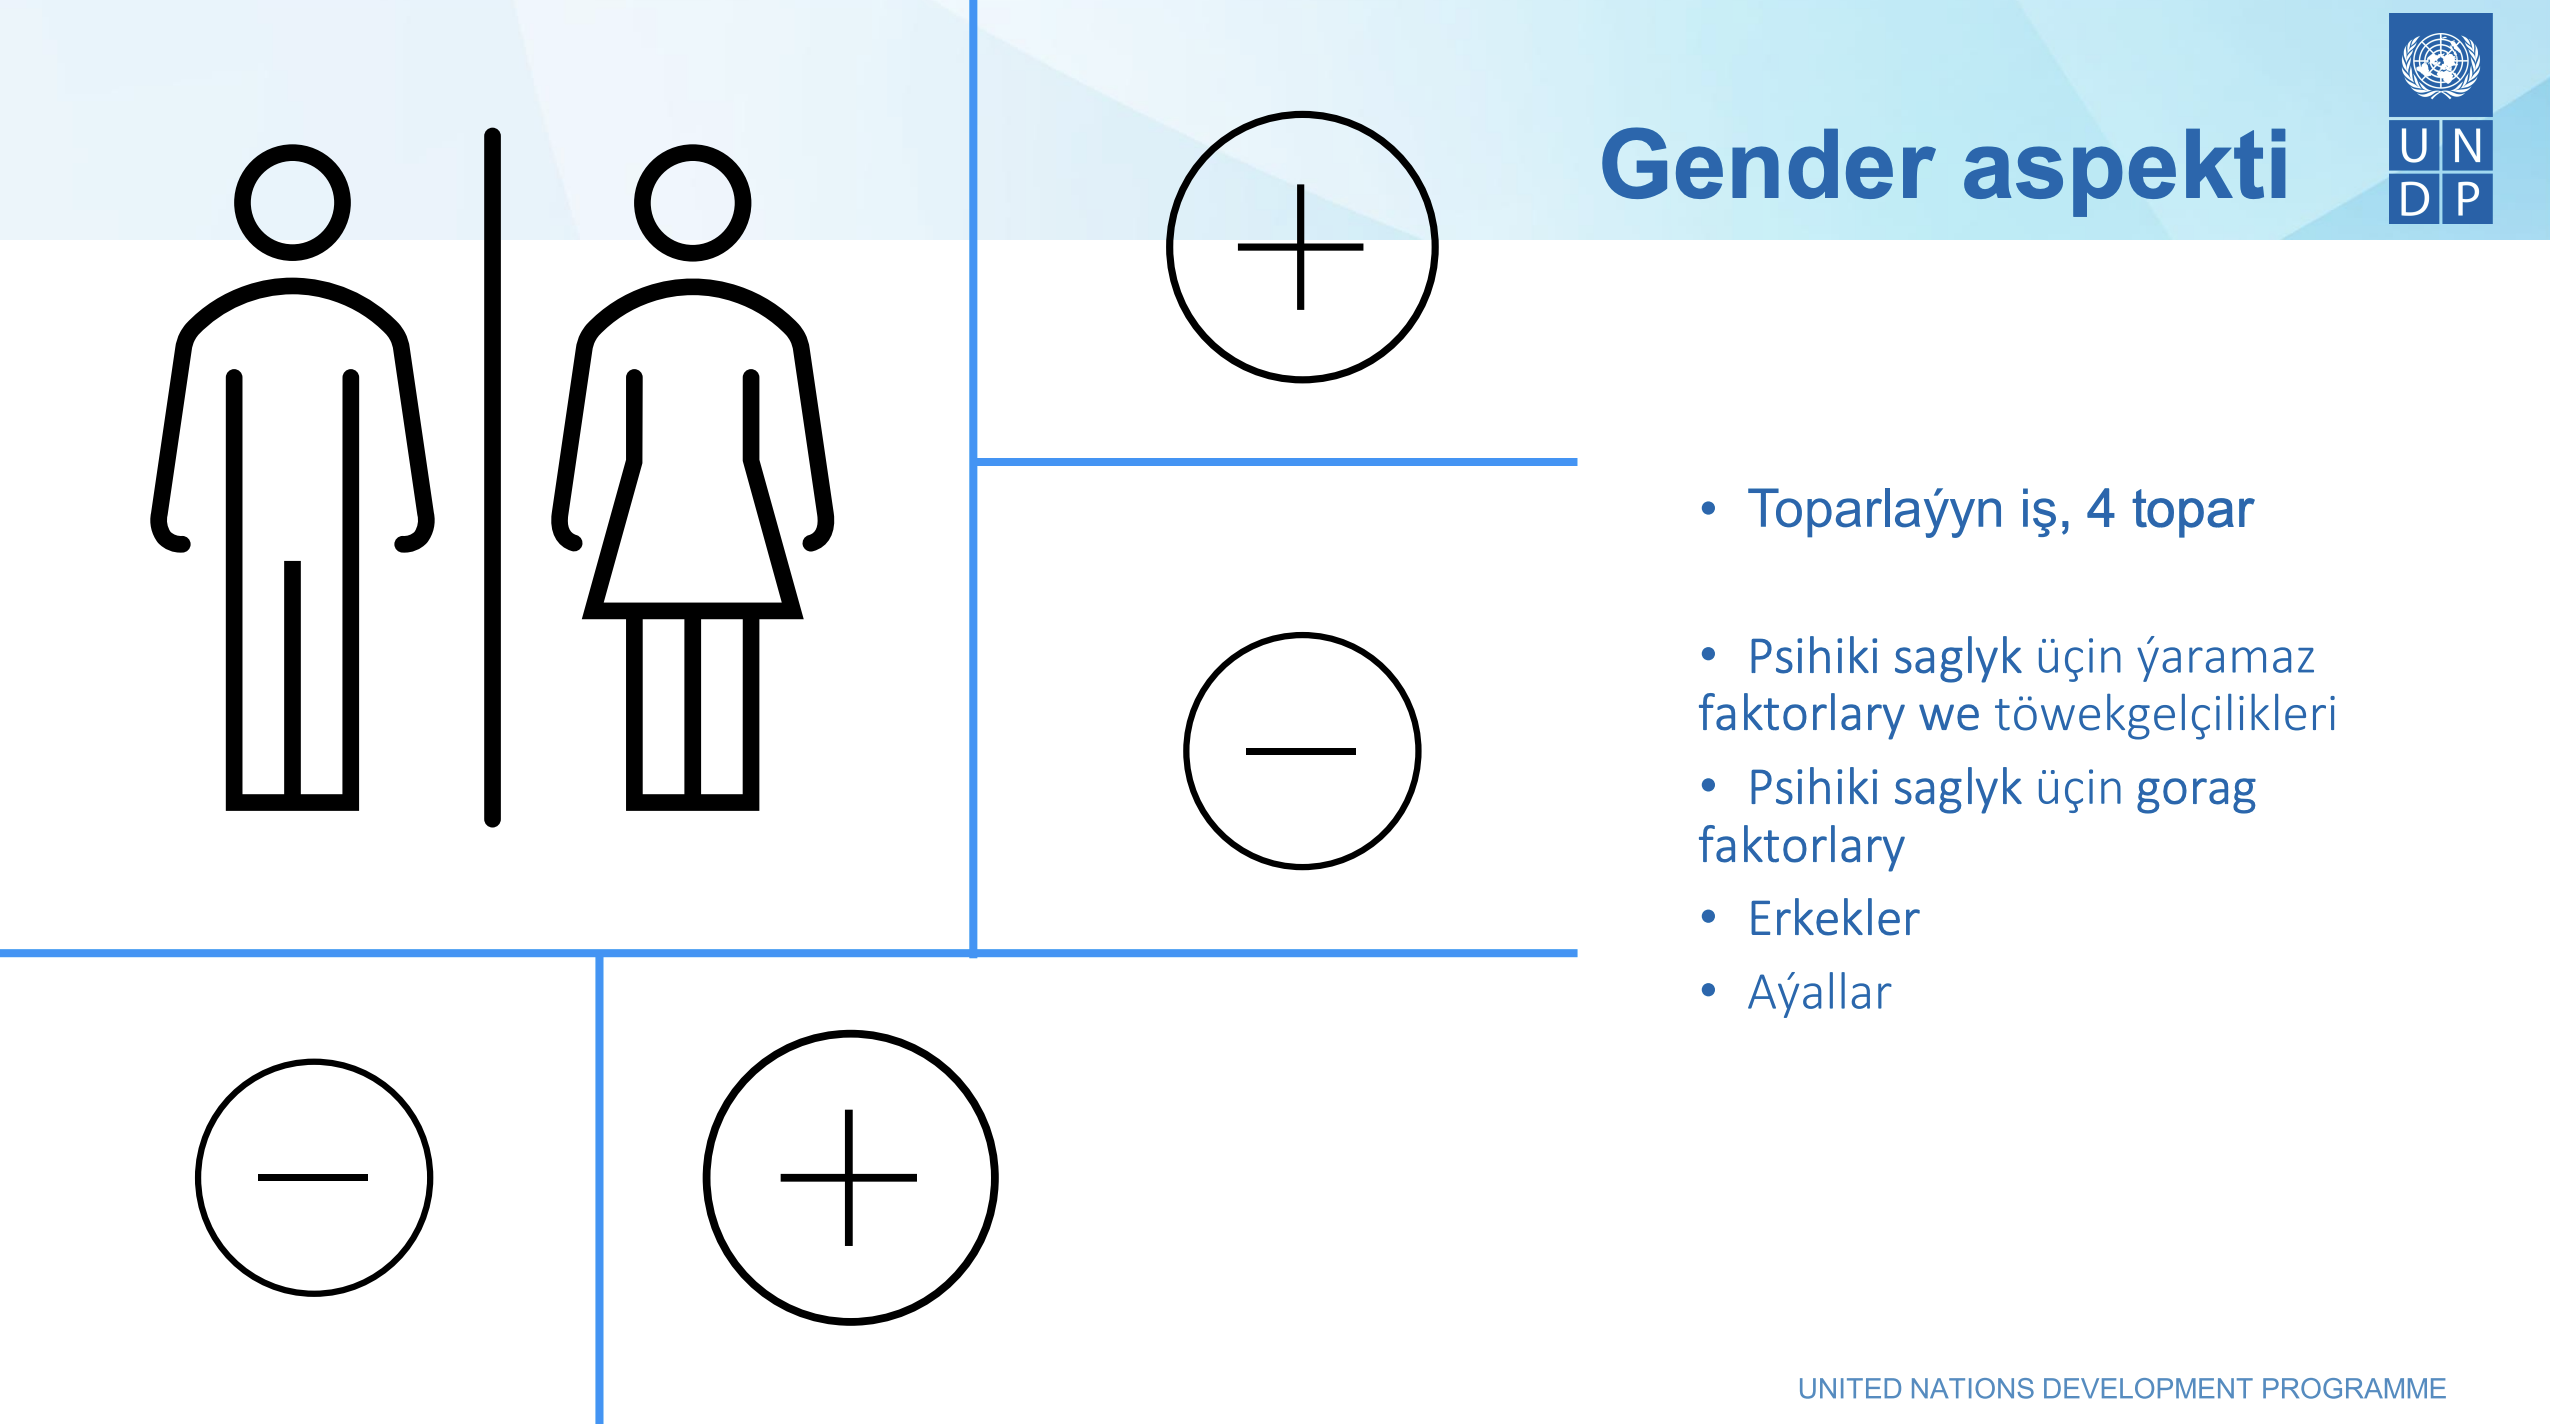 Gender aspekti
U N
D P
• Toparlaýyn iş, 4 topar
• Psihiki saglyk üçin ýaramaz
faktorlary we töwekgelçilikleri
• Psihiki saglyk üçin gorag
faktorlary
• Erkekler
• Aýallar
UNITED NATIONS DEVELOPMENT PROGRAMME